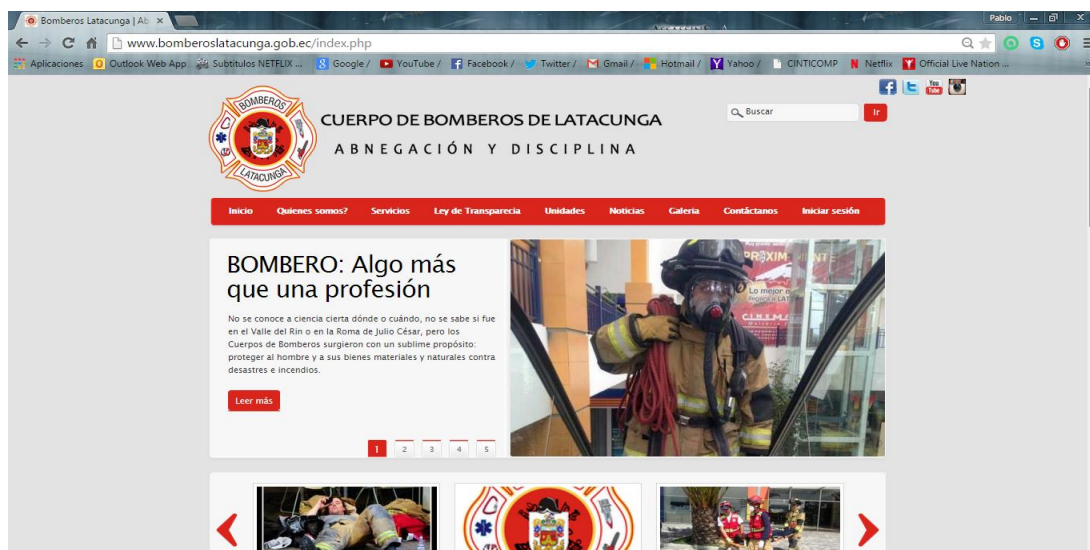 Bomberos Latacunga | Ab
Pablo
www.bomberoslatacunga.gob.ec/index.php
Aplicaciones
Outlook Web App
Subtitulos NETFLIX ...
Google /
YouTube /
Facebook /
Twitter /
Gmail /
Hotmail /
Yahoo /
CINTICOMP
Netflix
Official Live Nation ...
BOMBEROS
LATACUNGA
CUERPO DE BOMBEROS DE LATACUNGA
ABNEGACIÓN Y DISCIPLINA
You Tube
Buscar
Ir
Inicio
Quienes somos?
Servicios
Ley de Transparecia
Unidades
Noticias
Galeria
Contáctanos
Iniciar sesión
BOMBERO: Algo más
que una profesión
No se conoce a ciencia cierta dónde o cuándo, no se sabe si fue
en el Valle del Rin o en la Roma de Julio César, pero los
Cuerpos de Bomberos surgieron con un sublime propósito:
proteger al hombre y a sus bienes materiales y naturales contra
desastres e incendios.
Leer más
1 2 3 4 5
Lo mejor